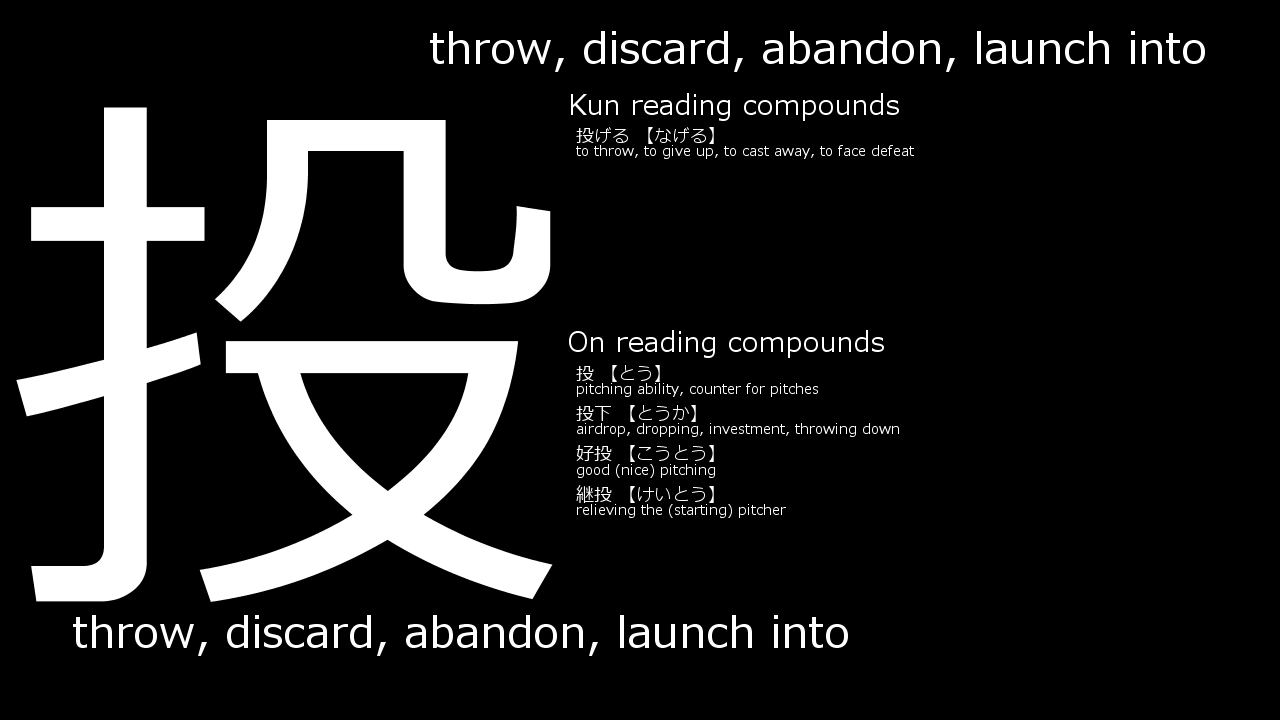 throw, discard, abandon, launch into
投
Kun reading compounds
投げる 【なげる】
to throw, to give up, to cast away, to face defeat
On reading compounds
投 【とう】
pitching ability, counter for pitches
投下 【とうか】
airdrop, dropping, investment, throwing down
好投 【こうとう】
good (nice) pitching
継投 【けいとう】
relieving the (starting) pitcher
throw, discard, abandon, launch into